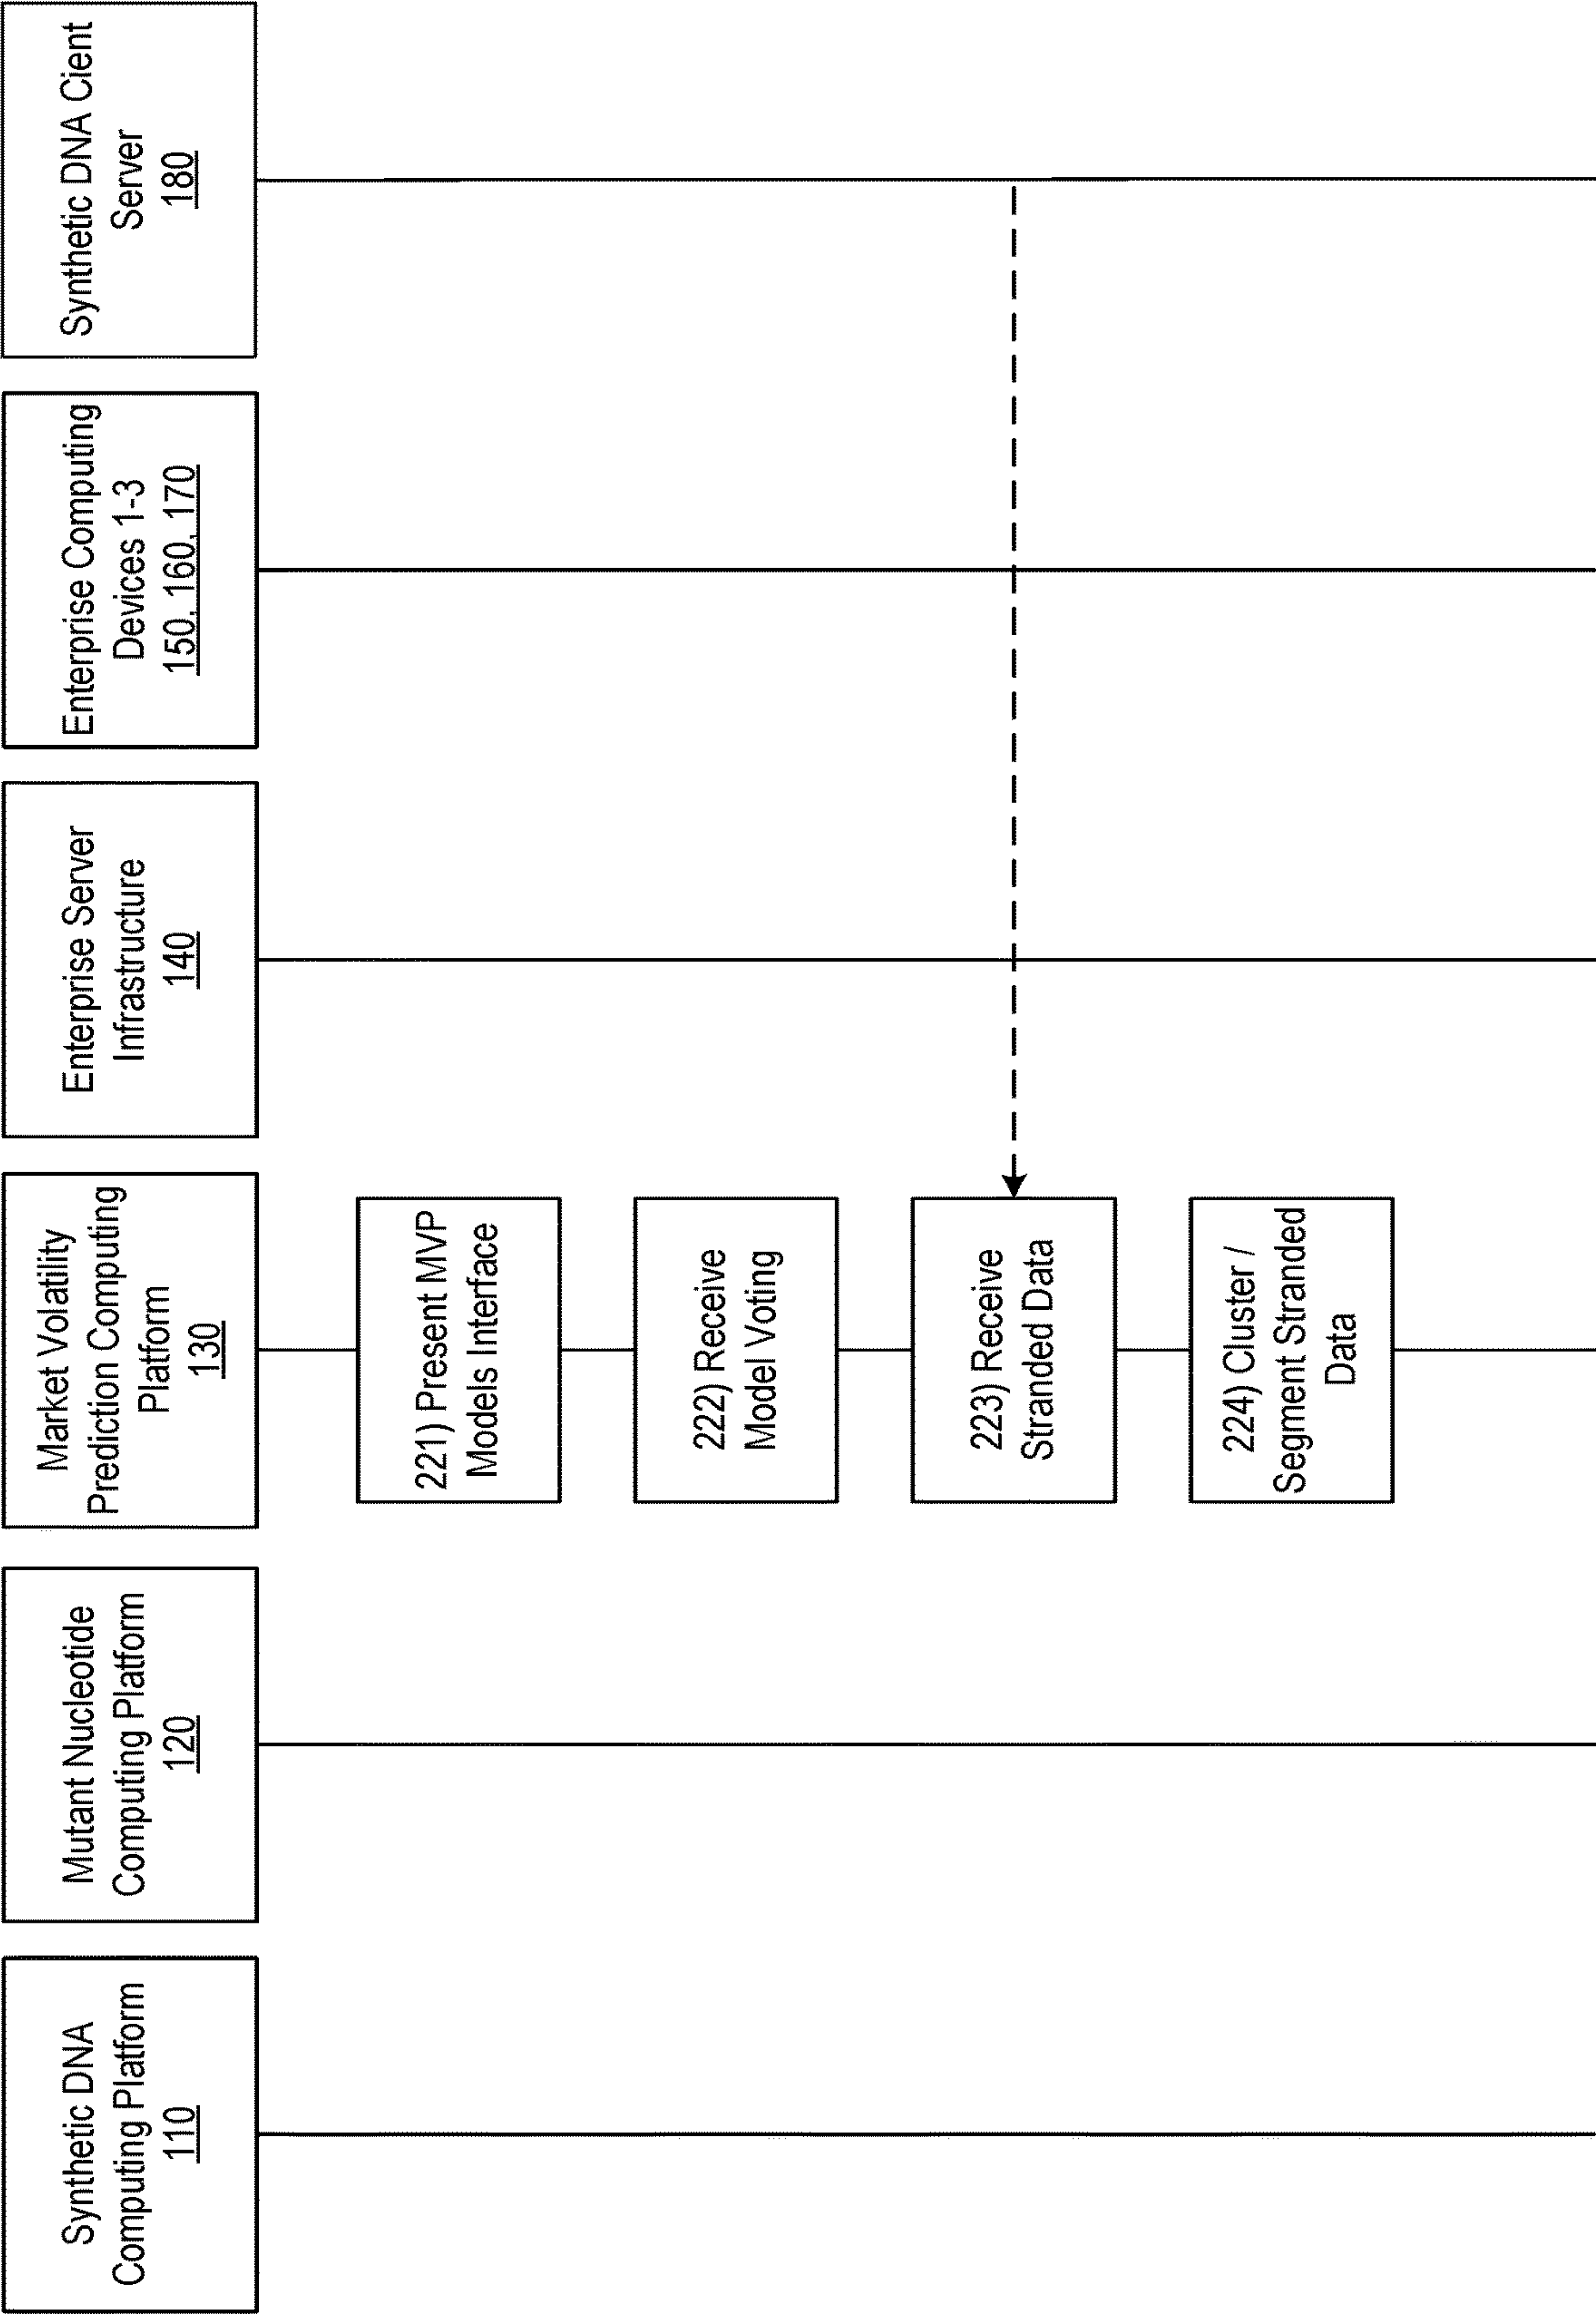 Synthetic DNA
Computing Platform
110
Mutant Nucleotide
Computing Platform
120
Market Volatility
Prediction Computing
Platform
130
Enterprise Server
Infrastructure
140
Enterprise Computing
Devices 1-3
150, 160, 170
Synthetic DNA Cient
Server
180
221) Present MVP
Models Interface
222) Receive
Model Voting
223) Receive
Stranded Data
224) Cluster /
Segment Stranded
Data